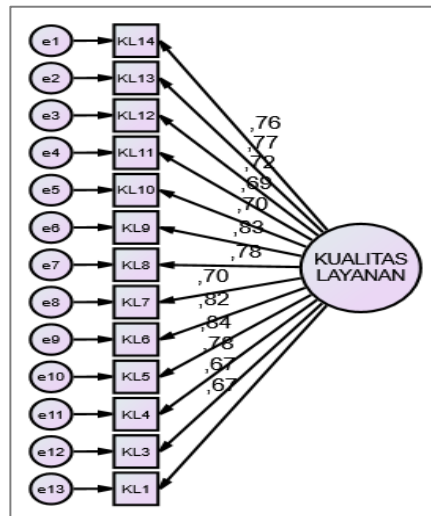 e1 KL14
e2 KL13
e3 KL12
e4 KL11
e5 KL10
e6 KL9
e7 KL8
e8 KL7
e9 KL6
e10 KL5
e11 KL4
e12 KL3
e13 KL1
,76
,77
,72
,69
,70
,83
,78
,70
,82
,84
,78
,67
,67
KUALITAS
LAYANAN